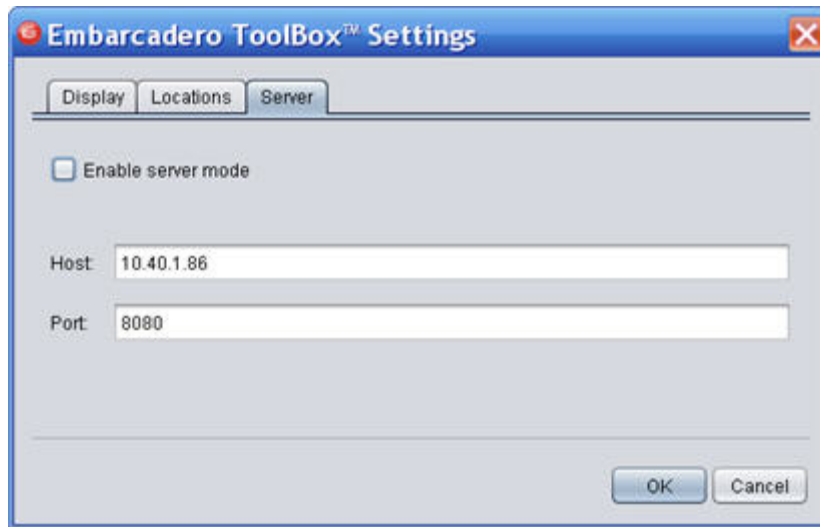 Embarcadero ToolBox™ Settings
Display Locations Server
Enable server mode
Host: 10.40.1.86
Port: 8080
OK Cancel